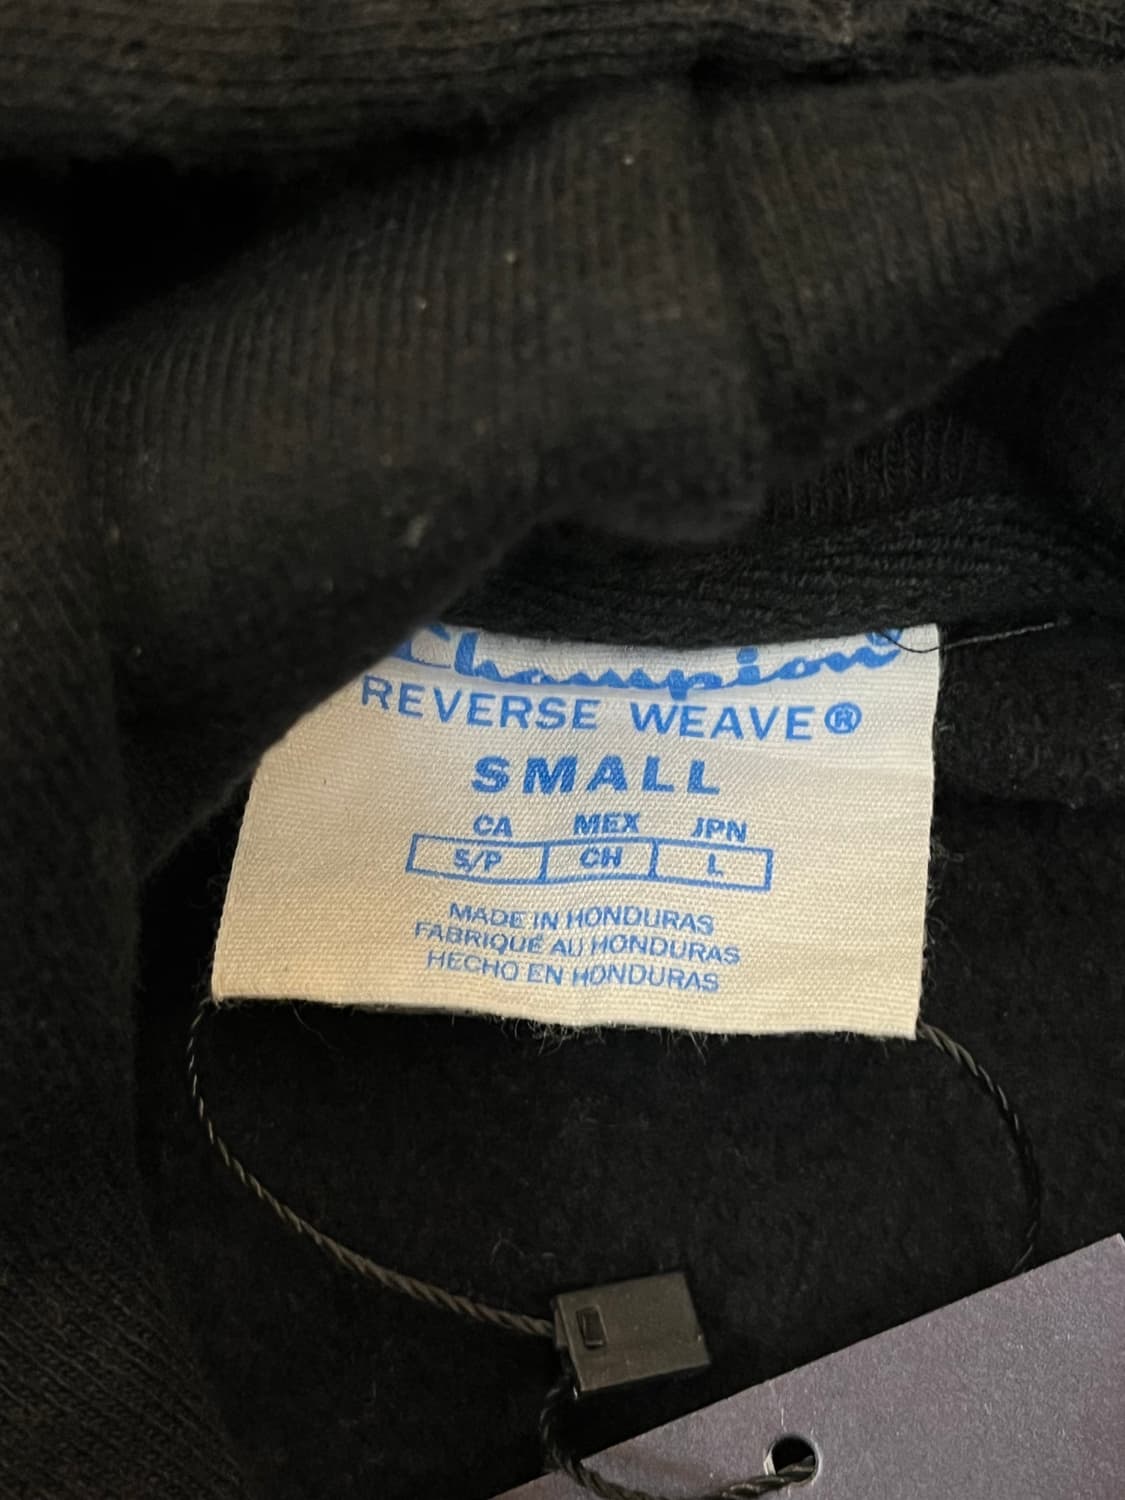 Champion®
REVERSE WEAVE®
SMALL
CA MEX JPN
S/P CH L
MADE IN HONDURAS
FABRIQUÉ AU HONDURAS
HECHO EN HONDURAS